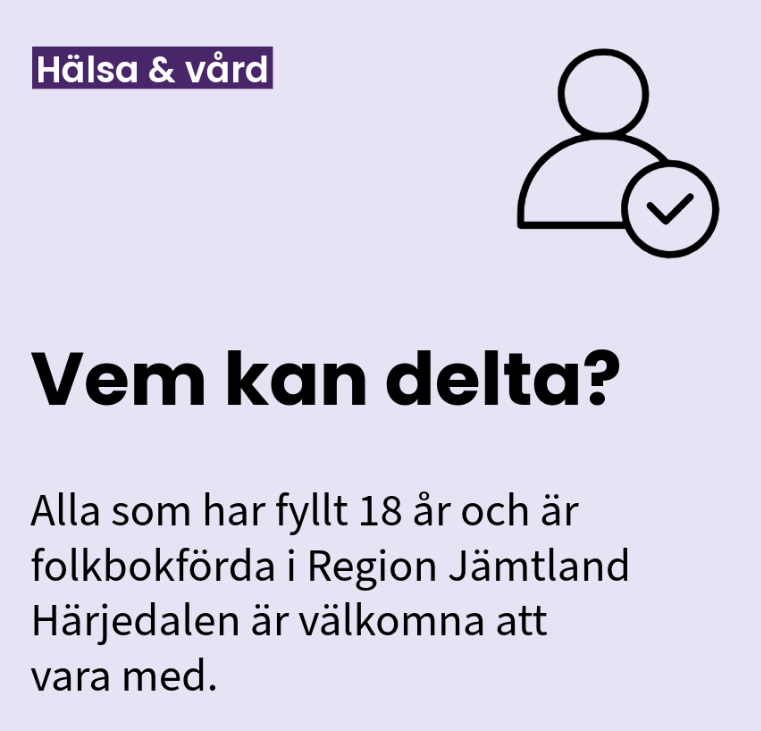 Hälsa & vård
Vem kan delta?
Alla som har fyllt 18 år och är
folkbokförda i Region Jämtland
Härjedalen är välkomna att
vara med.